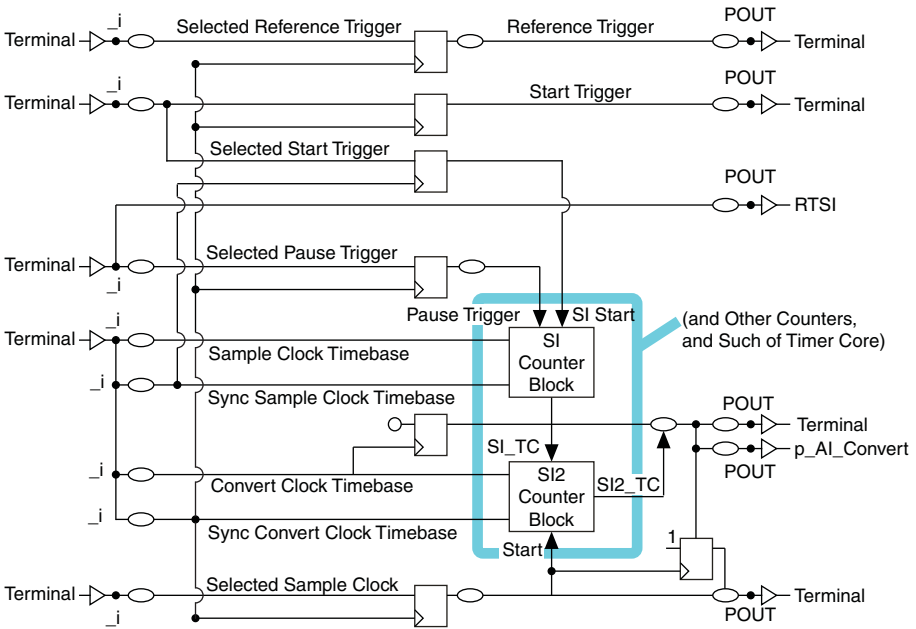 _i Selected Reference Trigger Reference Trigger POUT
Terminal Terminal
_i POUT
Terminal Start Trigger Terminal
Selected Start Trigger
POUT
RTSI
Selected Pause Trigger
Terminal
_i
Pause Trigger SI Start
(and Other Counters,
and Such of Timer Core)
_i
Terminal
Sample Clock Timebase
SI
Counter
Block
_i
Sync Sample Clock Timebase
POUT
Terminal
SI_TC
p_AI_Convert
POUT
_i
Convert Clock Timebase
SI2
Counter
Block
SI2_TC
_i
Sync Convert Clock Timebase
Start
1
Selected Sample Clock
Terminal
_i
Terminal
POUT